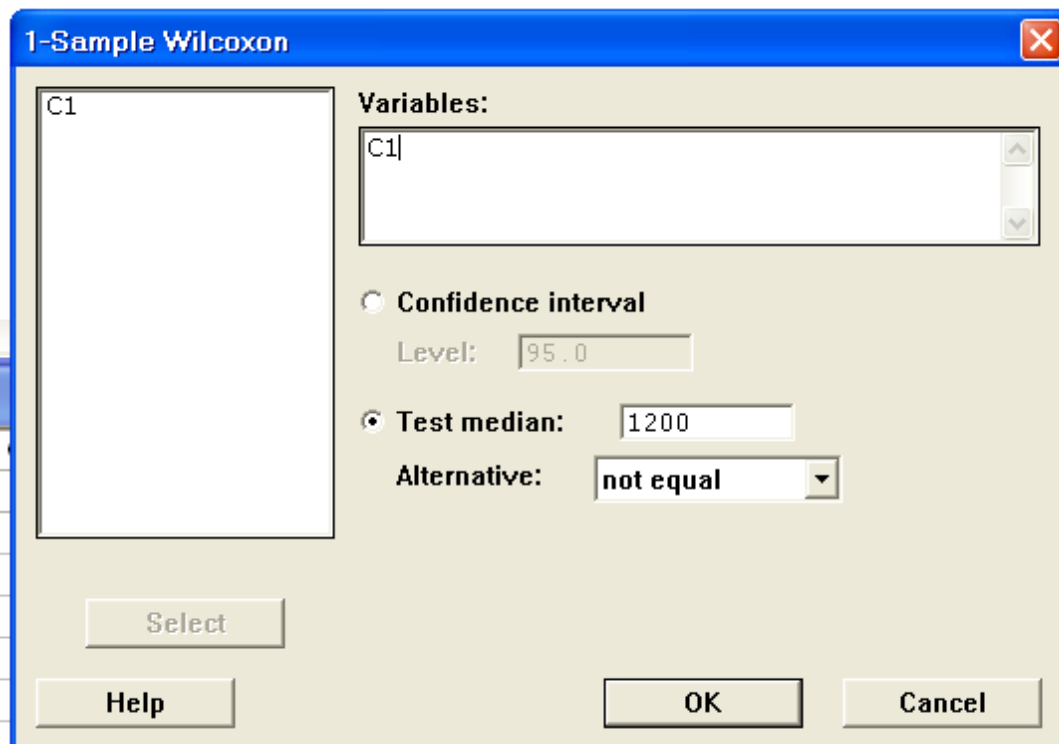 1-Sample Wilcoxon
C1
Variables:
C1
Confidence interval
Level: 95.0
Test median: 1200
Alternative: not equal
Select
Help OK Cancel